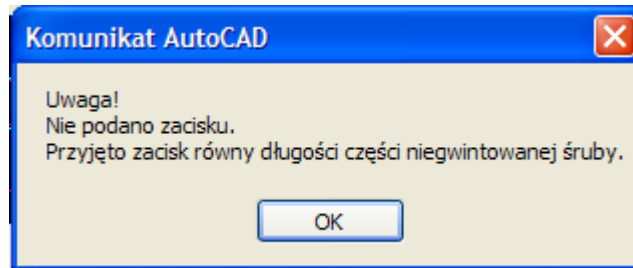 Komunikat AutoCAD
Uwaga!
Nie podano zacisku.
Przyjęto zacisk równy długości części niegwintowanej śruby.
OK